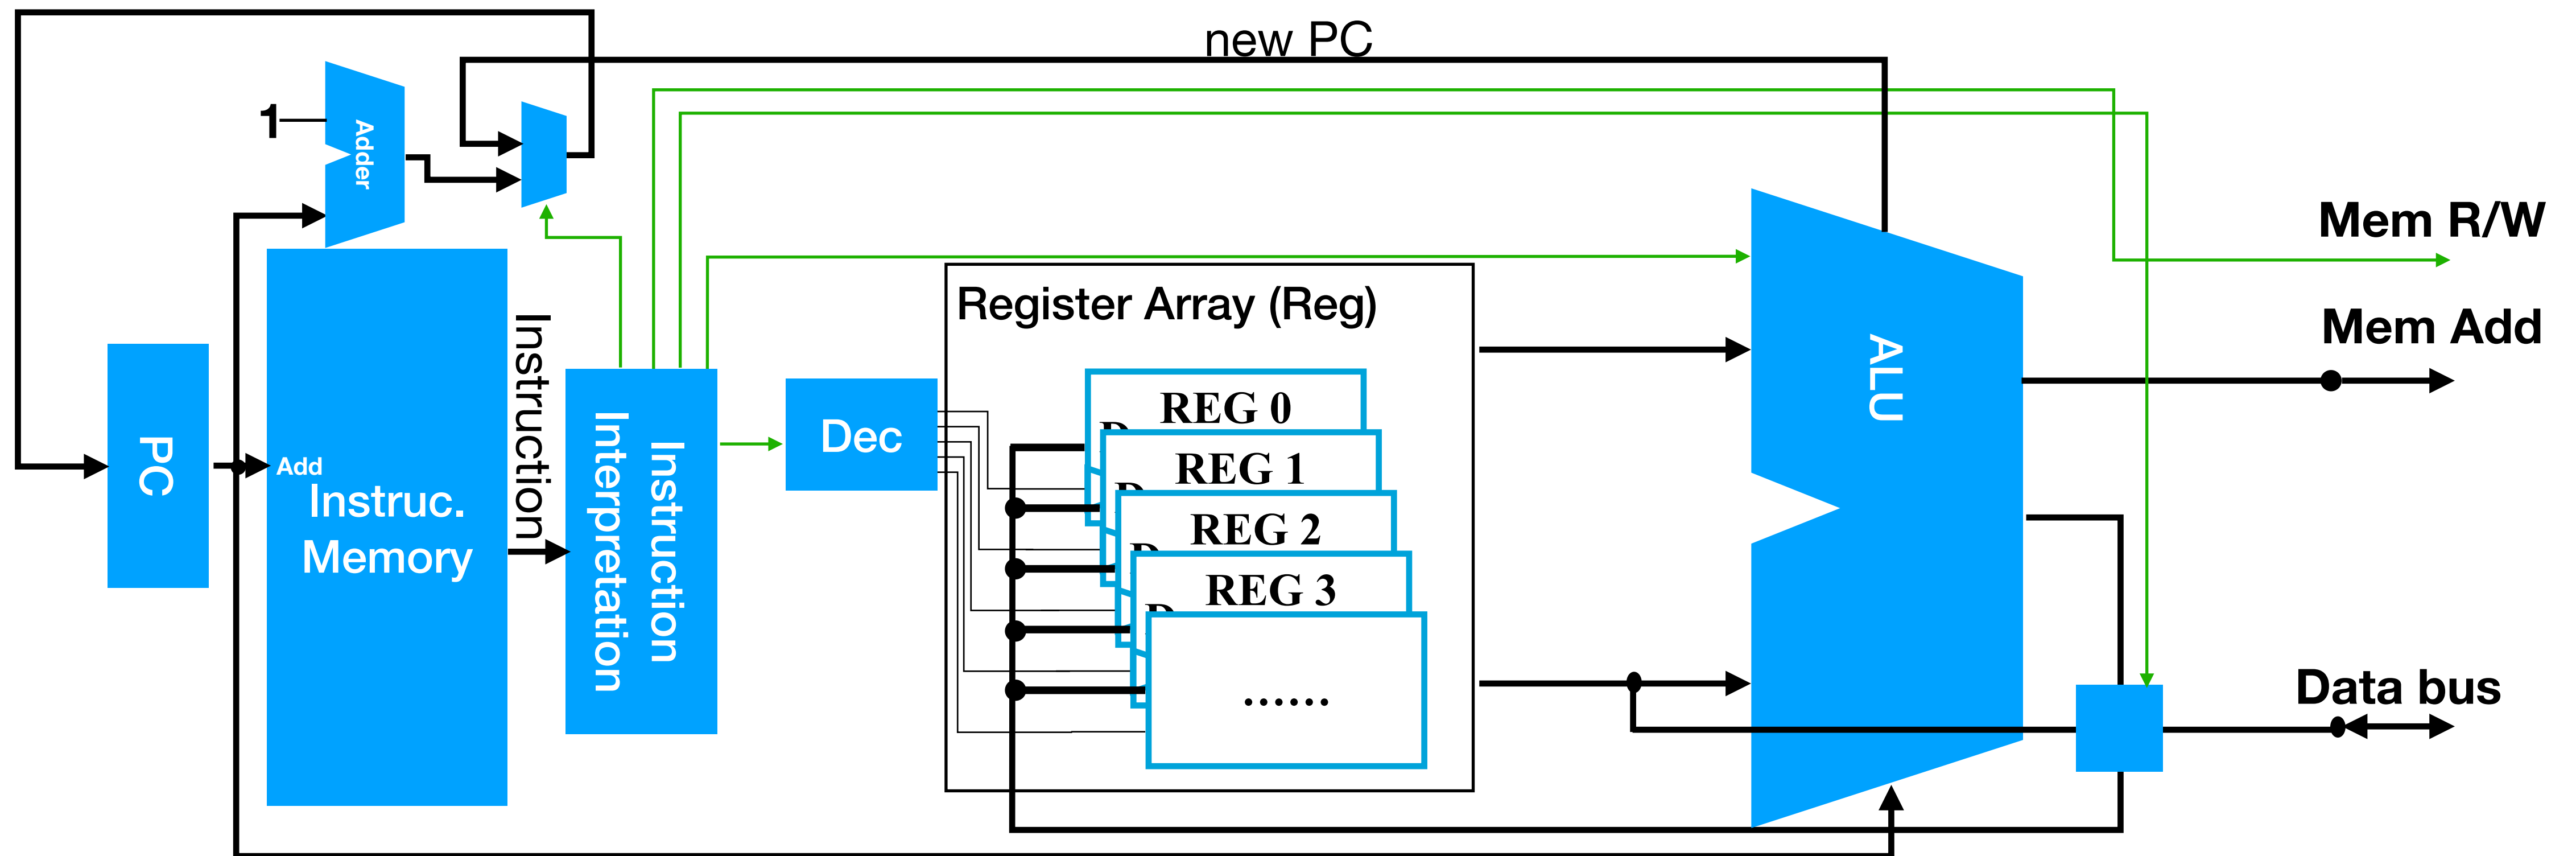 new PC
1
Adder
Mem R/W
Register Array (Reg)
Mem Add
Instruction
ALU
REG 0
PC
Add
Instruc.
Memory
Instruction
Interpretation
Dec
D
REG 1
D
REG 2
D
REG 3
D
......
Data bus